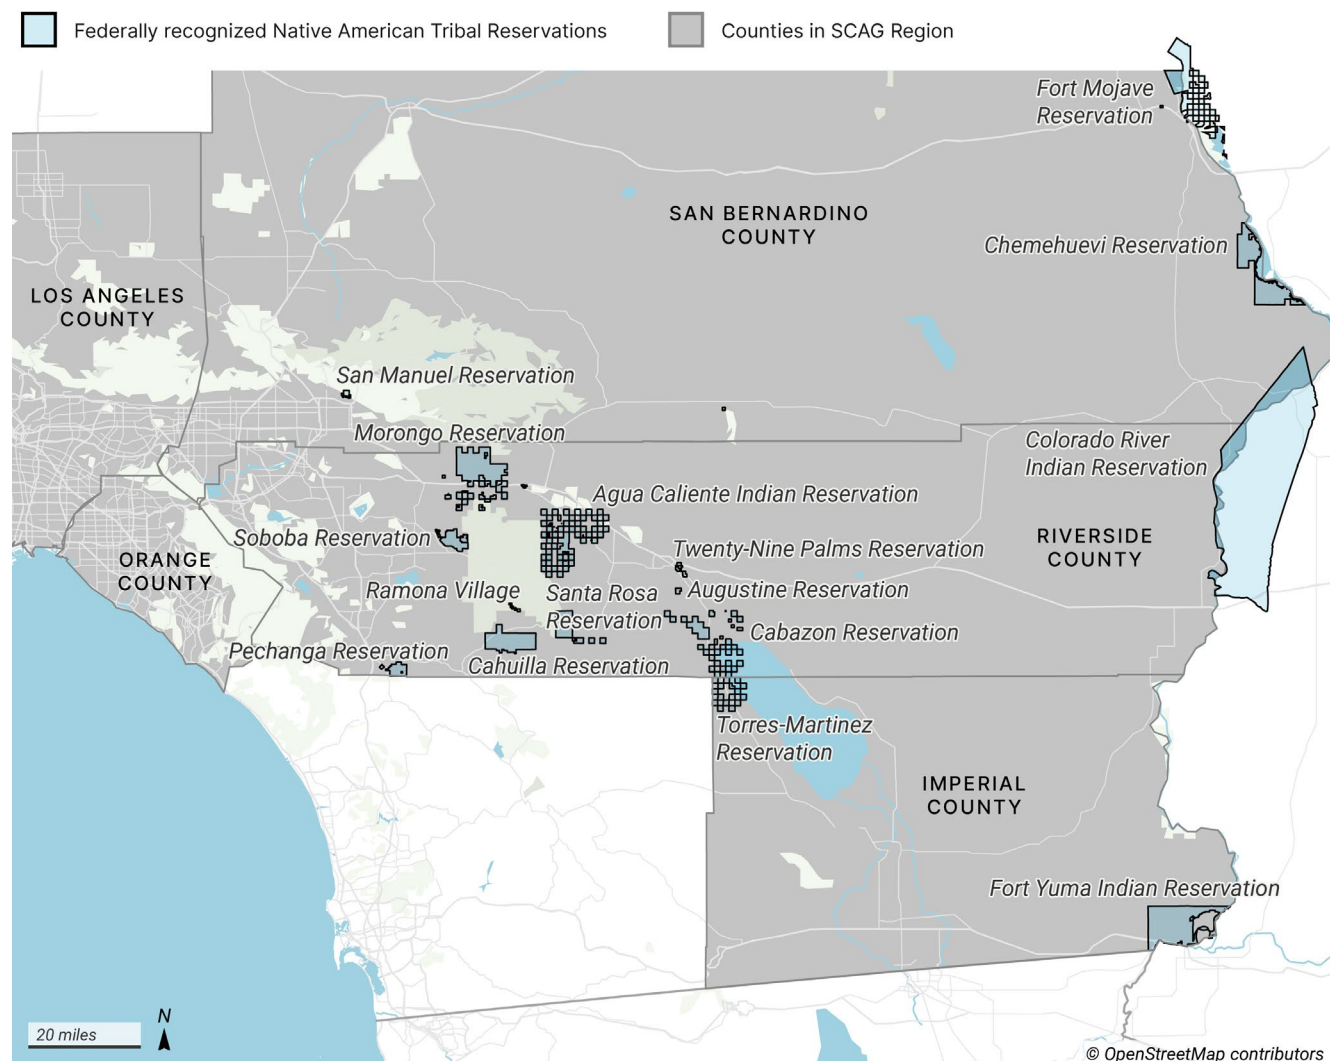 Federally recognized Native American Tribal Reservations
Counties in SCAG Region
Fort Mojave
Reservation
SAN BERNARDINO
COUNTY
Chemehuevi Reservation
LOS ANGELES
COUNTY
San Manuel Reservation
Morongo Reservation
Colorado River
Indian Reservation
Agua Caliente Indian Reservation
Soboba Reservation
ORANGE
COUNTY
RIVERSIDE
COUNTY
Twenty-Nine Palms Reservation
Ramona Village
Santa Rosa
Reservation
Augustine Reservation
Cabazon Reservation
Pechanga Reservation
Cahuilla Reservation
Torres-Martinez
Reservation
IMPERIAL
COUNTY
Fort Yuma Indian Reservation
N
20 miles
© OpenStreetMap contributors